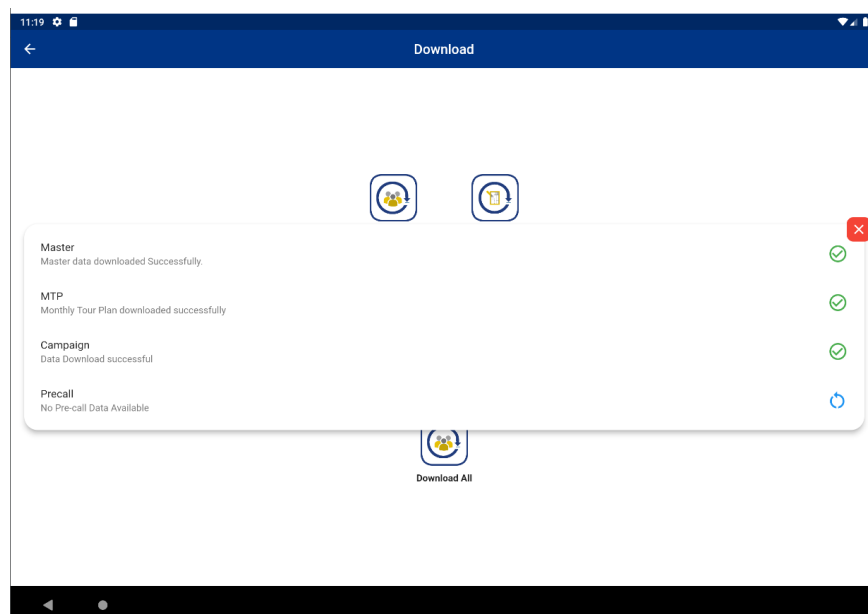 11:19
Download
Master
Master data downloaded Successfully.
MTP
Monthly Tour Plan downloaded successfully
Campaign
Data Download successful
Precall
No Pre-call Data Available
Download All